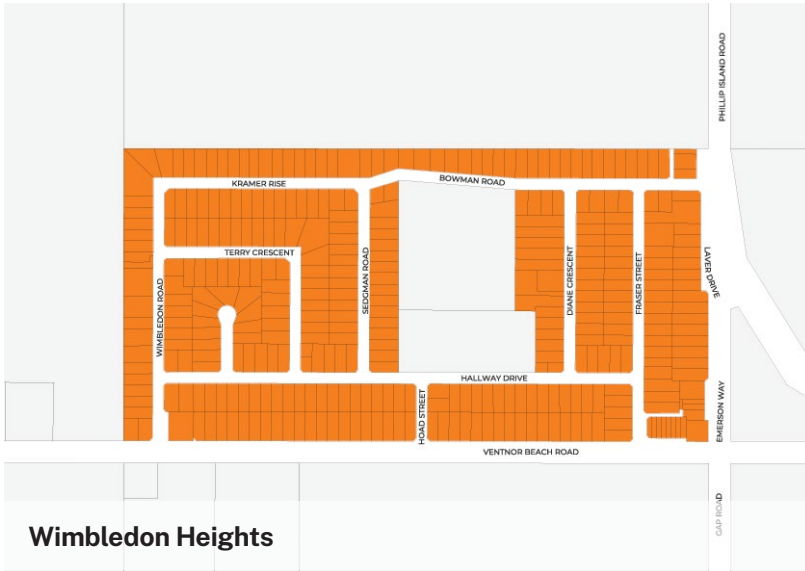 PHILLIP ISLAND ROAD
KRAMER RISE
BOWMAN ROAD
TERRY CRESCENT
WIMBLEDON ROAD
SEDGMAN ROAD
DIANE CRESCENT
FRASER STREET
LAVER DRIVE
HALLWAY DRIVE
HOAD STREET
EMERSON WAY
VENTNOR BEACH ROAD
GAP ROAD
Wimbledon Heights